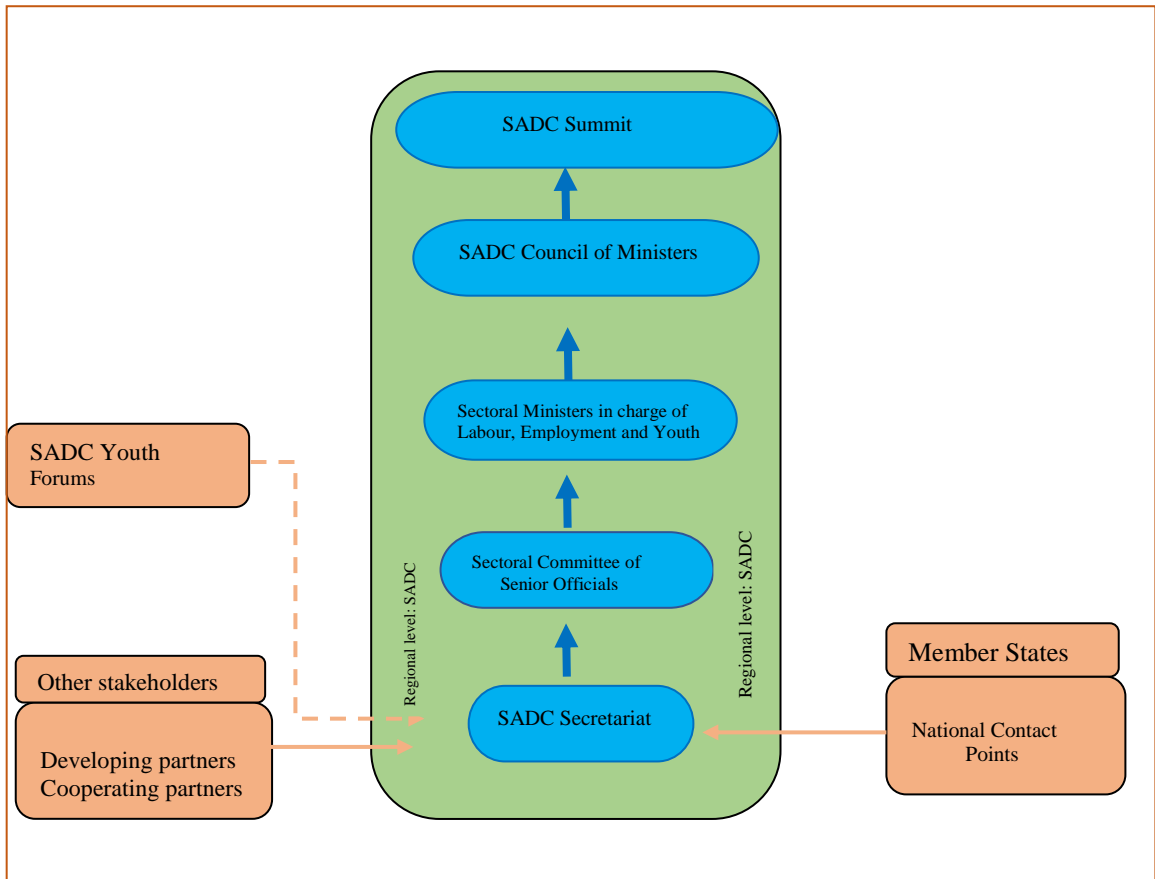 SADC Summit
SADC Council of Ministers
Sectoral Ministers in charge of
Labour, Employment and Youth
SADC Youth
Forums
Sectoral Committee of
Senior Officials
Regional level: SADC
Regional level: SADC
Other stakeholders
Developing partners
Cooperating partners
SADC Secretariat
Member States
National Contact
Points